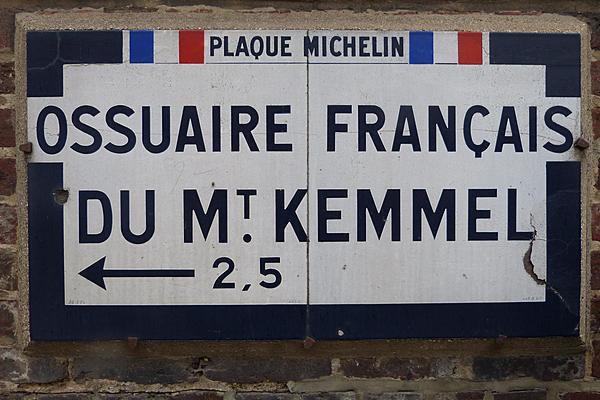 PLAQUE MICHELIN
OSSUAIRE FRANÇAIS
DU MT. KEMMEL
← 2,5